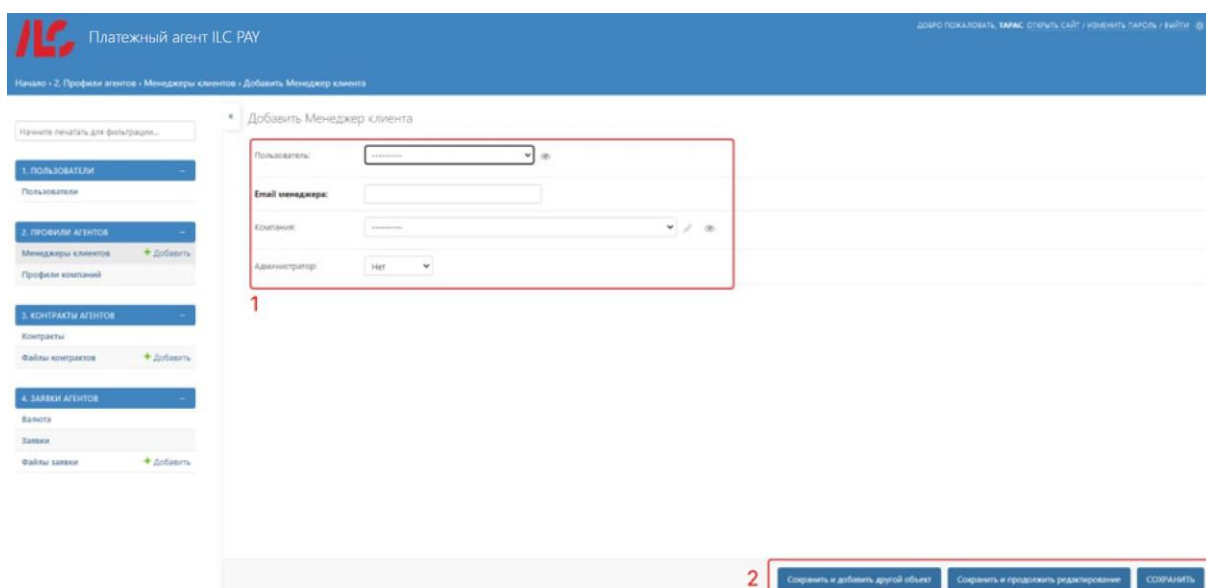 ILC
Платежный агент ILC PAY
ДОБРО ПОЖАЛОВАТЬ, ТАРАС. ОТКРЫТЬ САЙТ / ИЗМЕНИТЬ ПАРОЛЬ / ВЫЙТИ
Начало › 2. Профили агентов › Менеджеры клиентов › Добавить Менеджер клиента
Начните печатать для фильтрации...
1. ПОЛЬЗОВАТЕЛИ
Пользователи
2. ПРОФИЛИ АГЕНТОВ
Менеджеры клиентов + Добавить
Профили компаний
3. КОНТРАКТЫ АГЕНТОВ
Контракты
Файлы контрактов + Добавить
4. ЗАЯВКИ АГЕНТОВ
Валюта
Заявки
Файлы заявки + Добавить
«
Добавить Менеджер клиента
Пользователь: ---------
Email менеджера:
Компания: ---------
Администратор: Нет
1
2
Сохранить и добавить другой объект
Сохранить и продолжить редактирование
СОХРАНИТЬ